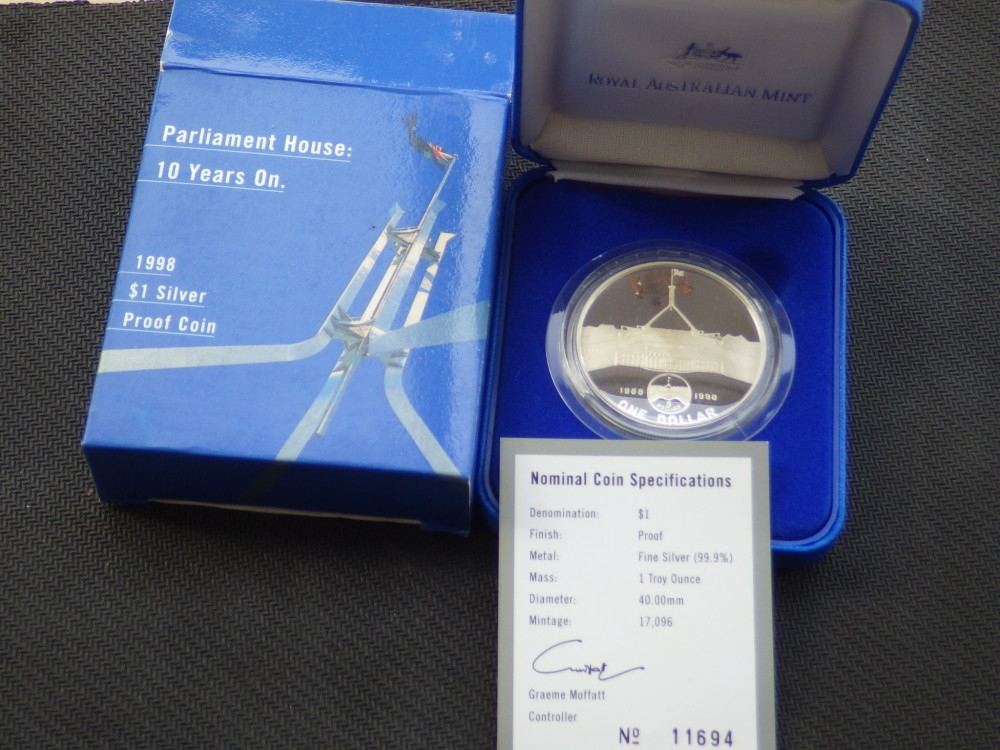 Parliament House:
10 Years On.
1998
$1 Silver
Proof Coin
ROYAL AUSTRALIAN MINT
1988 1998
ONE DOLLAR
Nominal Coin Specifications
Denomination: $1
Finish: Proof
Metal: Fine Silver (99.9%)
Mass: 1 Troy Ounce
Diameter: 40.00mm
Mintage: 17,096
Graeme Moffatt
Controller
Nº 11694